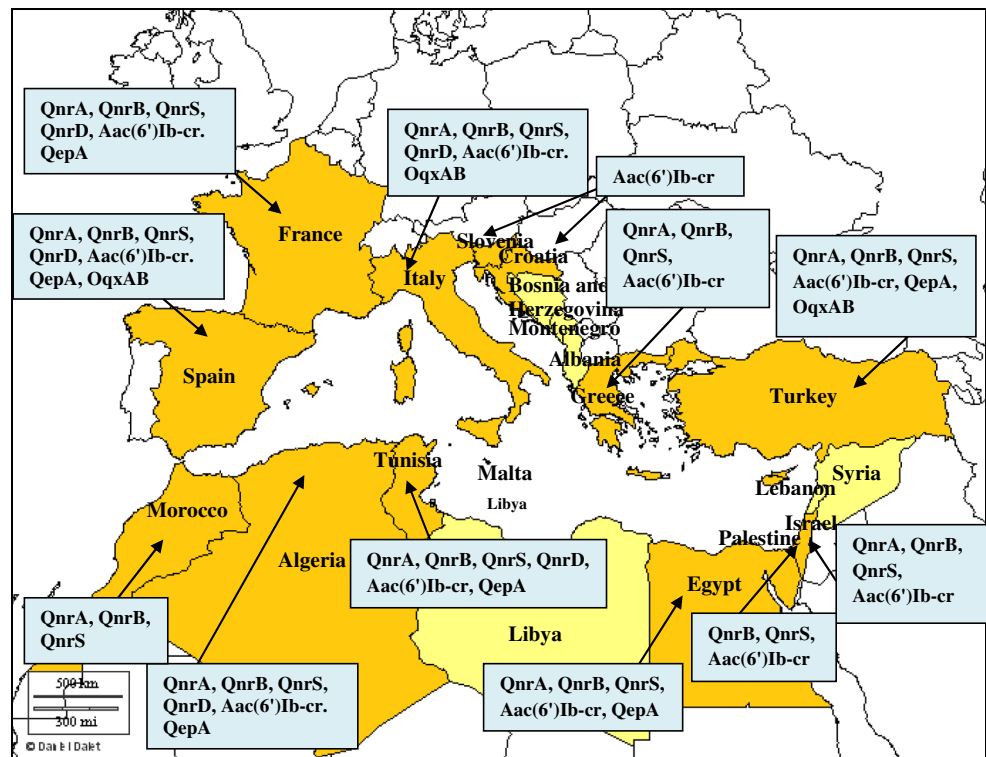 QnrA, QnrB, QnrS,
QnrD, Aac(6')Ib-cr.
QepA
QnrA, QnrB, QnrS,
QnrD, Aac(6')Ib-cr.
OqxAB
Aac(6')Ib-cr
QnrA, QnrB, QnrS,
QnrD, Aac(6')Ib-cr.
QepA, OqxAB
QnrA, QnrB,
QnrS,
Aac(6')Ib-cr
QnrA, QnrB, QnrS,
Aac(6')Ib-cr, QepA,
OqxAB
France
Slovenia
Croatia
Italy
Bosnia and
Herzegovina
Montenegro
Albania
Spain
Greece
Turkey
Tunisia
Malta
Libya
Syria
Lebanon
Morocco
Israel
Palestine
Algeria
Egypt
Libya
QnrA, QnrB, QnrS, QnrD,
Aac(6')Ib-cr, QepA
QnrA, QnrB,
QnrS,
Aac(6')Ib-cr
QnrA, QnrB,
QnrS
QnrB, QnrS,
Aac(6')Ib-cr
QnrA, QnrB, QnrS,
QnrD, Aac(6')Ib-cr.
QepA
QnrA, QnrB, QnrS,
Aac(6')Ib-cr, QepA
500 km
300 mi
© Daniel Dalet